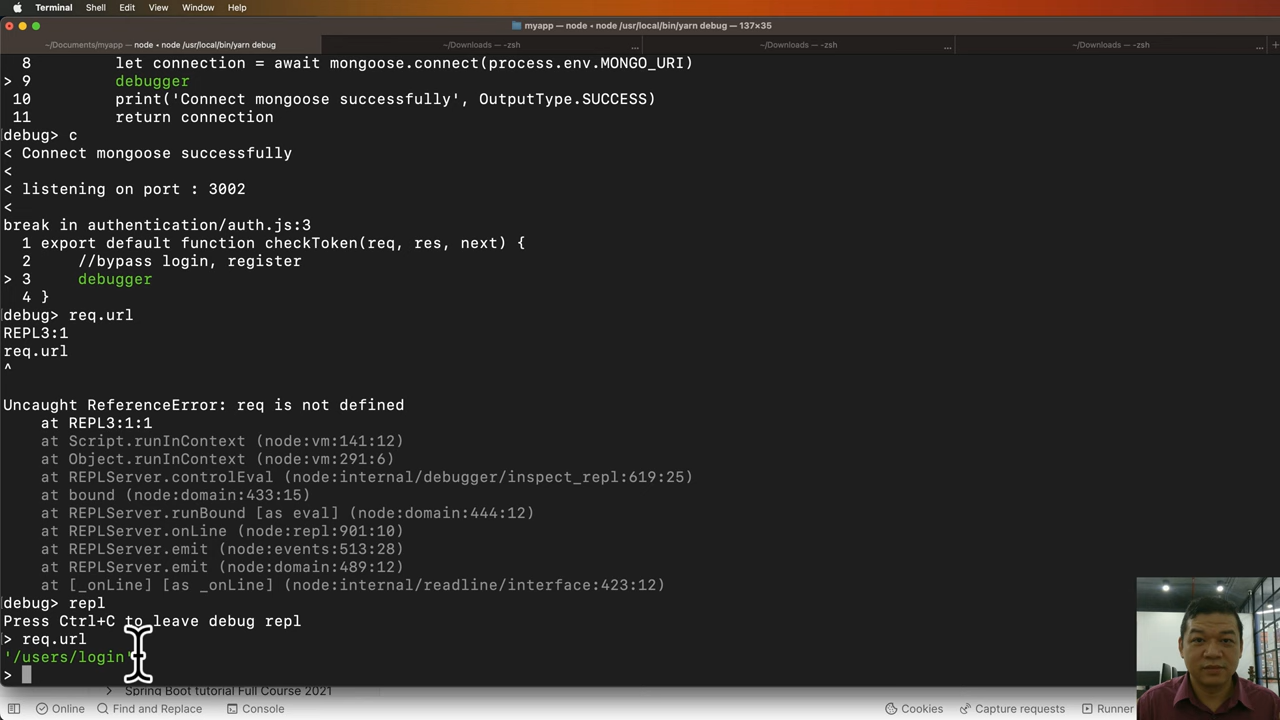 Terminal Shell Edit View Window Help
myapp — node • node /usr/local/bin/yarn debug — 137×35
~/Documents/myapp — node • node /usr/local/bin/yarn debug
~/Downloads — -zsh
...
~/Downloads — -zsh
...
~/Downloads — -zsh
...
8 let connection = await mongoose.connect(process.env.MONGO_URI)
> 9 debugger
10 print('Connect mongoose successfully', OutputType.SUCCESS)
11 return connection
debug> c
< Connect mongoose successfully
<
< listening on port : 3002
<
break in authentication/auth.js:3
1 export default function checkToken(req, res, next) {
2 //bypass login, register
> 3 debugger
4 }
debug> req.url
REPL3:1
req.url
^
Uncaught ReferenceError: req is not defined
at REPL3:1:1
at Script.runInContext (node:vm:141:12)
at Object.runInContext (node:vm:291:6)
at REPLServer.controlEval (node:internal/debugger/inspect_repl:619:25)
at bound (node:domain:433:15)
at REPLServer.runBound [as eval] (node:domain:444:12)
at REPLServer.onLine (node:repl:901:10)
at REPLServer.emit (node:events:513:28)
at REPLServer.emit (node:domain:489:12)
at [_onLine] [as _onLine] (node:internal/readline/interface:423:12)
debug> repl
Press Ctrl+C to leave debug repl
> req.url
'/users/login'
>
> Spring Boot tutorial Full Course 2021
Online Find and Replace Console Cookies Capture requests Runner